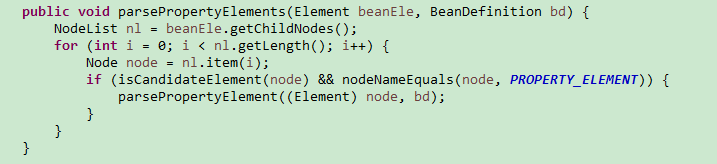 public void parsePropertyElements(Element beanEle, BeanDefinition bd) {
    NodeList nl = beanEle.getChildNodes();
    for (int i = 0; i < nl.getLength(); i++) {
        Node node = nl.item(i);
        if (isCandidateElement(node) && nodeNameEquals(node, PROPERTY_ELEMENT)) {
            parsePropertyElement((Element) node, bd);
        }
    }
}